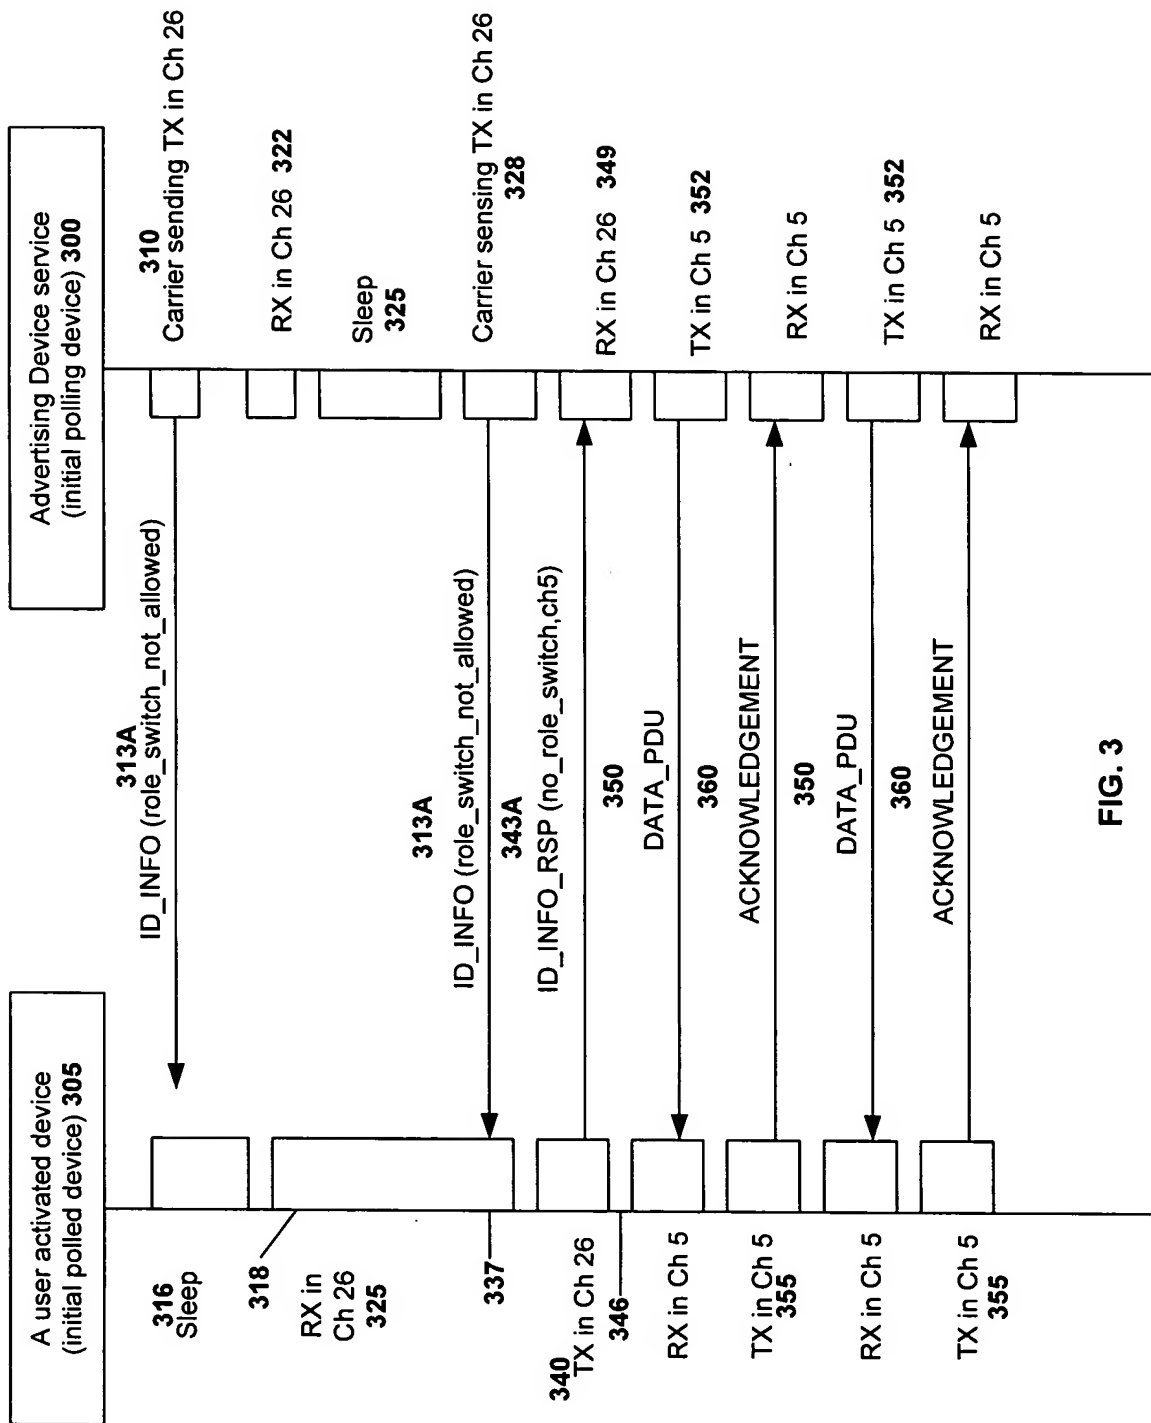 A user activated device
(initial polled device) 305
Advertising Device service
(initial polling device) 300
316
Sleep
318
RX in
Ch 26
325
337
340
TX in Ch 26
346
RX in Ch 5
TX in Ch 5
355
RX in Ch 5
TX in Ch 5
355
313A
ID_INFO (role_switch_not_allowed)
313A
ID_INFO (role_switch_not_allowed)
343A
ID_INFO_RSP (no_role_switch,ch5)
350
DATA_PDU
360
ACKNOWLEDGEMENT
350
DATA_PDU
360
ACKNOWLEDGEMENT
310
Carrier sending TX in Ch 26
RX in Ch 26 322
Sleep
325
Carrier sensing TX in Ch 26
328
RX in Ch 26 349
TX in Ch 5 352
RX in Ch 5
TX in Ch 5 352
RX in Ch 5
FIG. 3